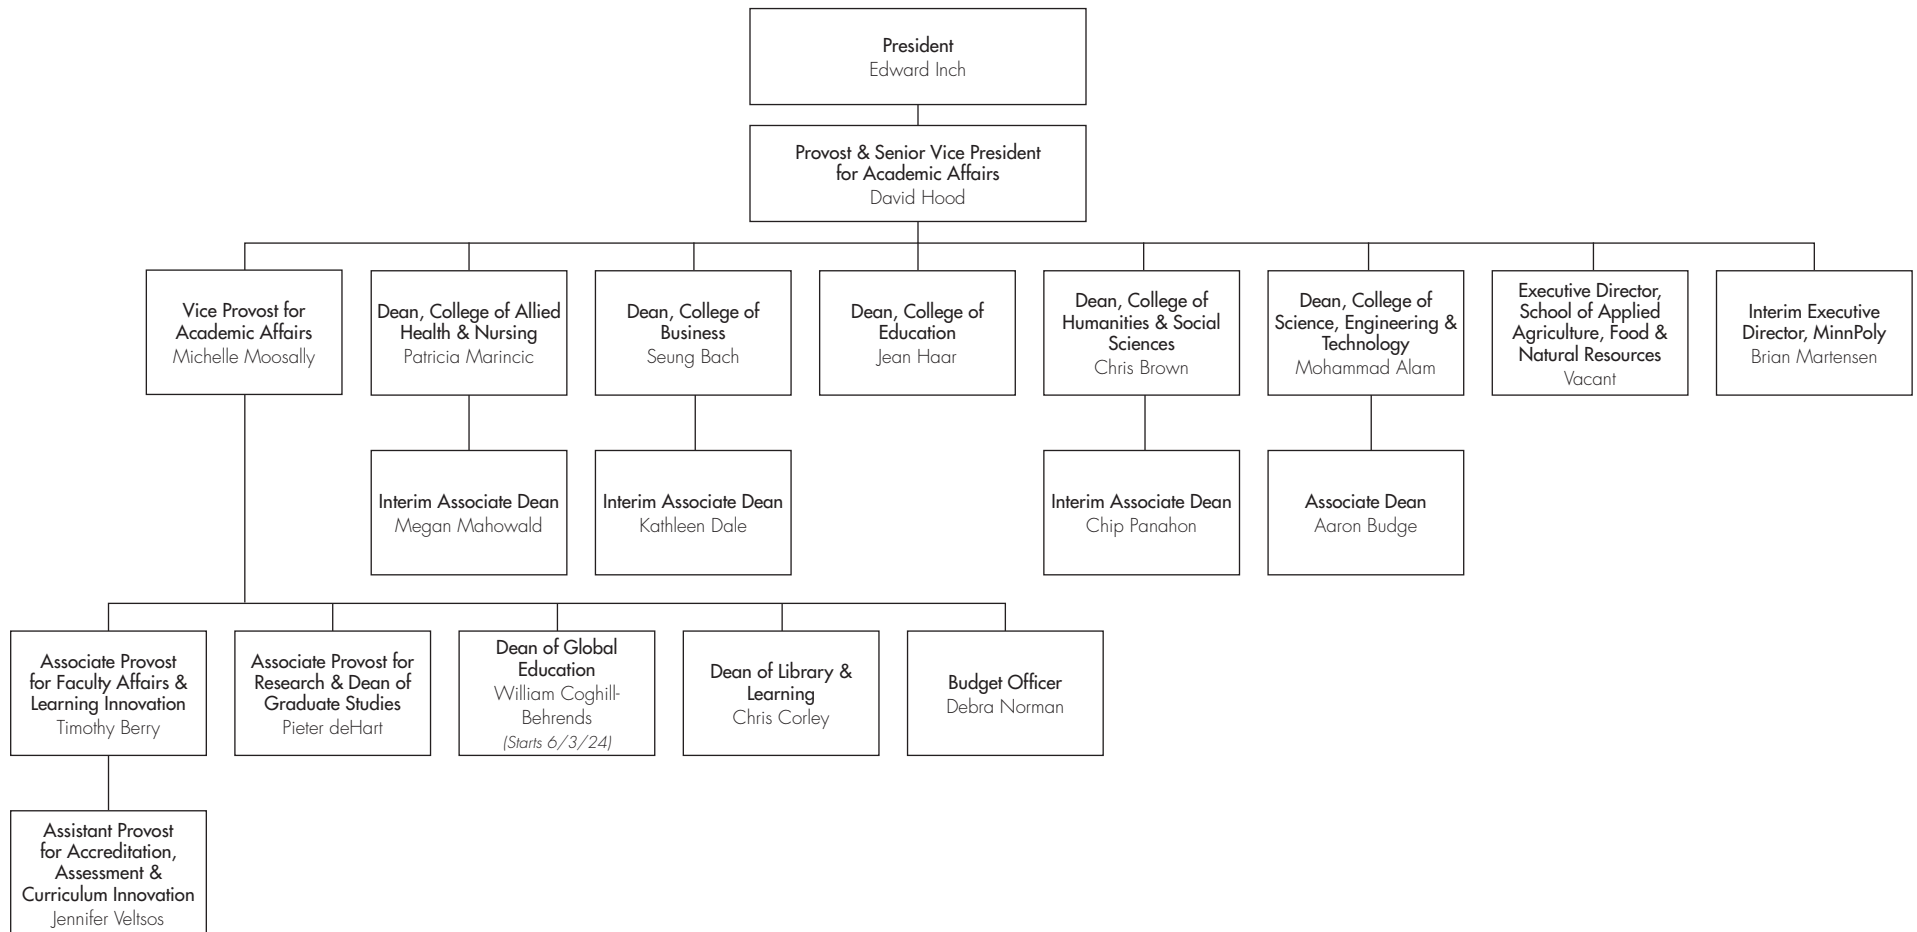 President
Edward Inch
Provost & Senior Vice President
for Academic Affairs
David Hood
Vice Provost for
Academic Affairs
Michelle Moosally
Dean, College of Allied
Health & Nursing
Patricia Marincic
Dean, College of
Business
Seung Bach
Dean, College of
Education
Jean Haar
Dean, College of
Humanities & Social
Sciences
Chris Brown
Dean, College of
Science, Engineering &
Technology
Mohammad Alam
Executive Director,
School of Applied
Agriculture, Food &
Natural Resources
Vacant
Interim Executive
Director, MinnPoly
Brian Martensen
Interim Associate Dean
Megan Mahowald
Interim Associate Dean
Kathleen Dale
Interim Associate Dean
Chip Panahon
Associate Dean
Aaron Budge
Associate Provost
for Faculty Affairs &
Learning Innovation
Timothy Berry
Associate Provost for
Research & Dean of
Graduate Studies
Pieter deHart
Dean of Global
Education
William Coghill-
Behrends
(Starts 6/3/24)
Dean of Library &
Learning
Chris Corley
Budget Officer
Debra Norman
Assistant Provost
for Accreditation,
Assessment &
Curriculum Innovation
Jennifer Veltsos